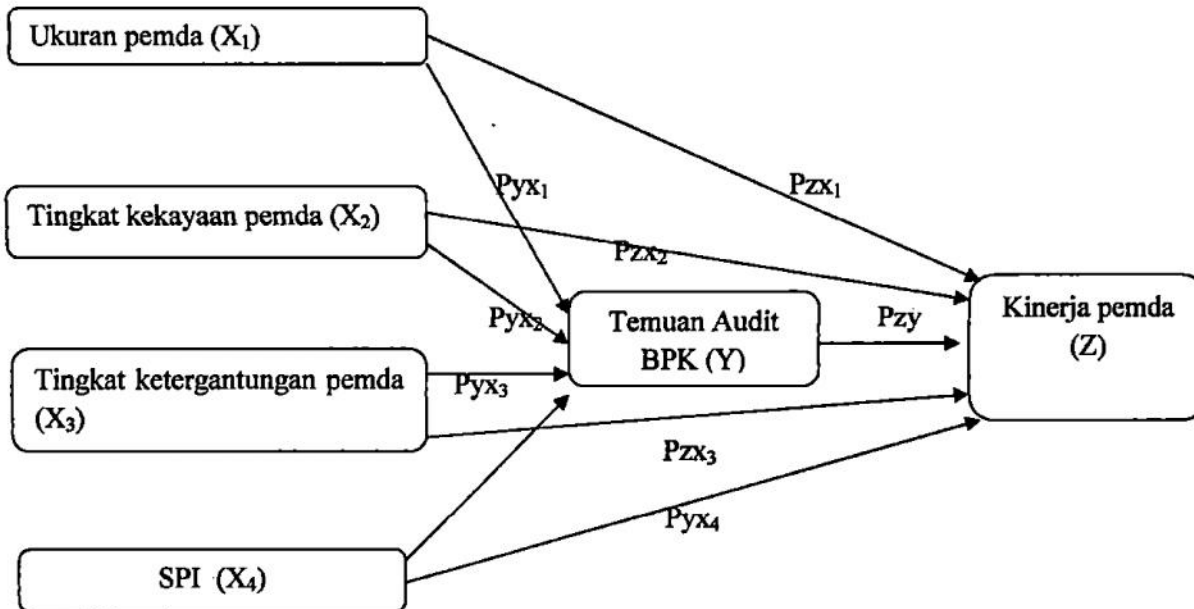 Ukuran pemda (X₁)
Pyx₁
Pzx₁
Tingkat kekayaan pemda (X₂)
Pzx₂
Pyx₂
Temuan Audit
BPK (Y)
Pzy
Kinerja pemda
(Z)
Tingkat ketergantungan pemda
(X₃)
Pyx₃
Pzx₃
Pyx₄
SPI (X₄)